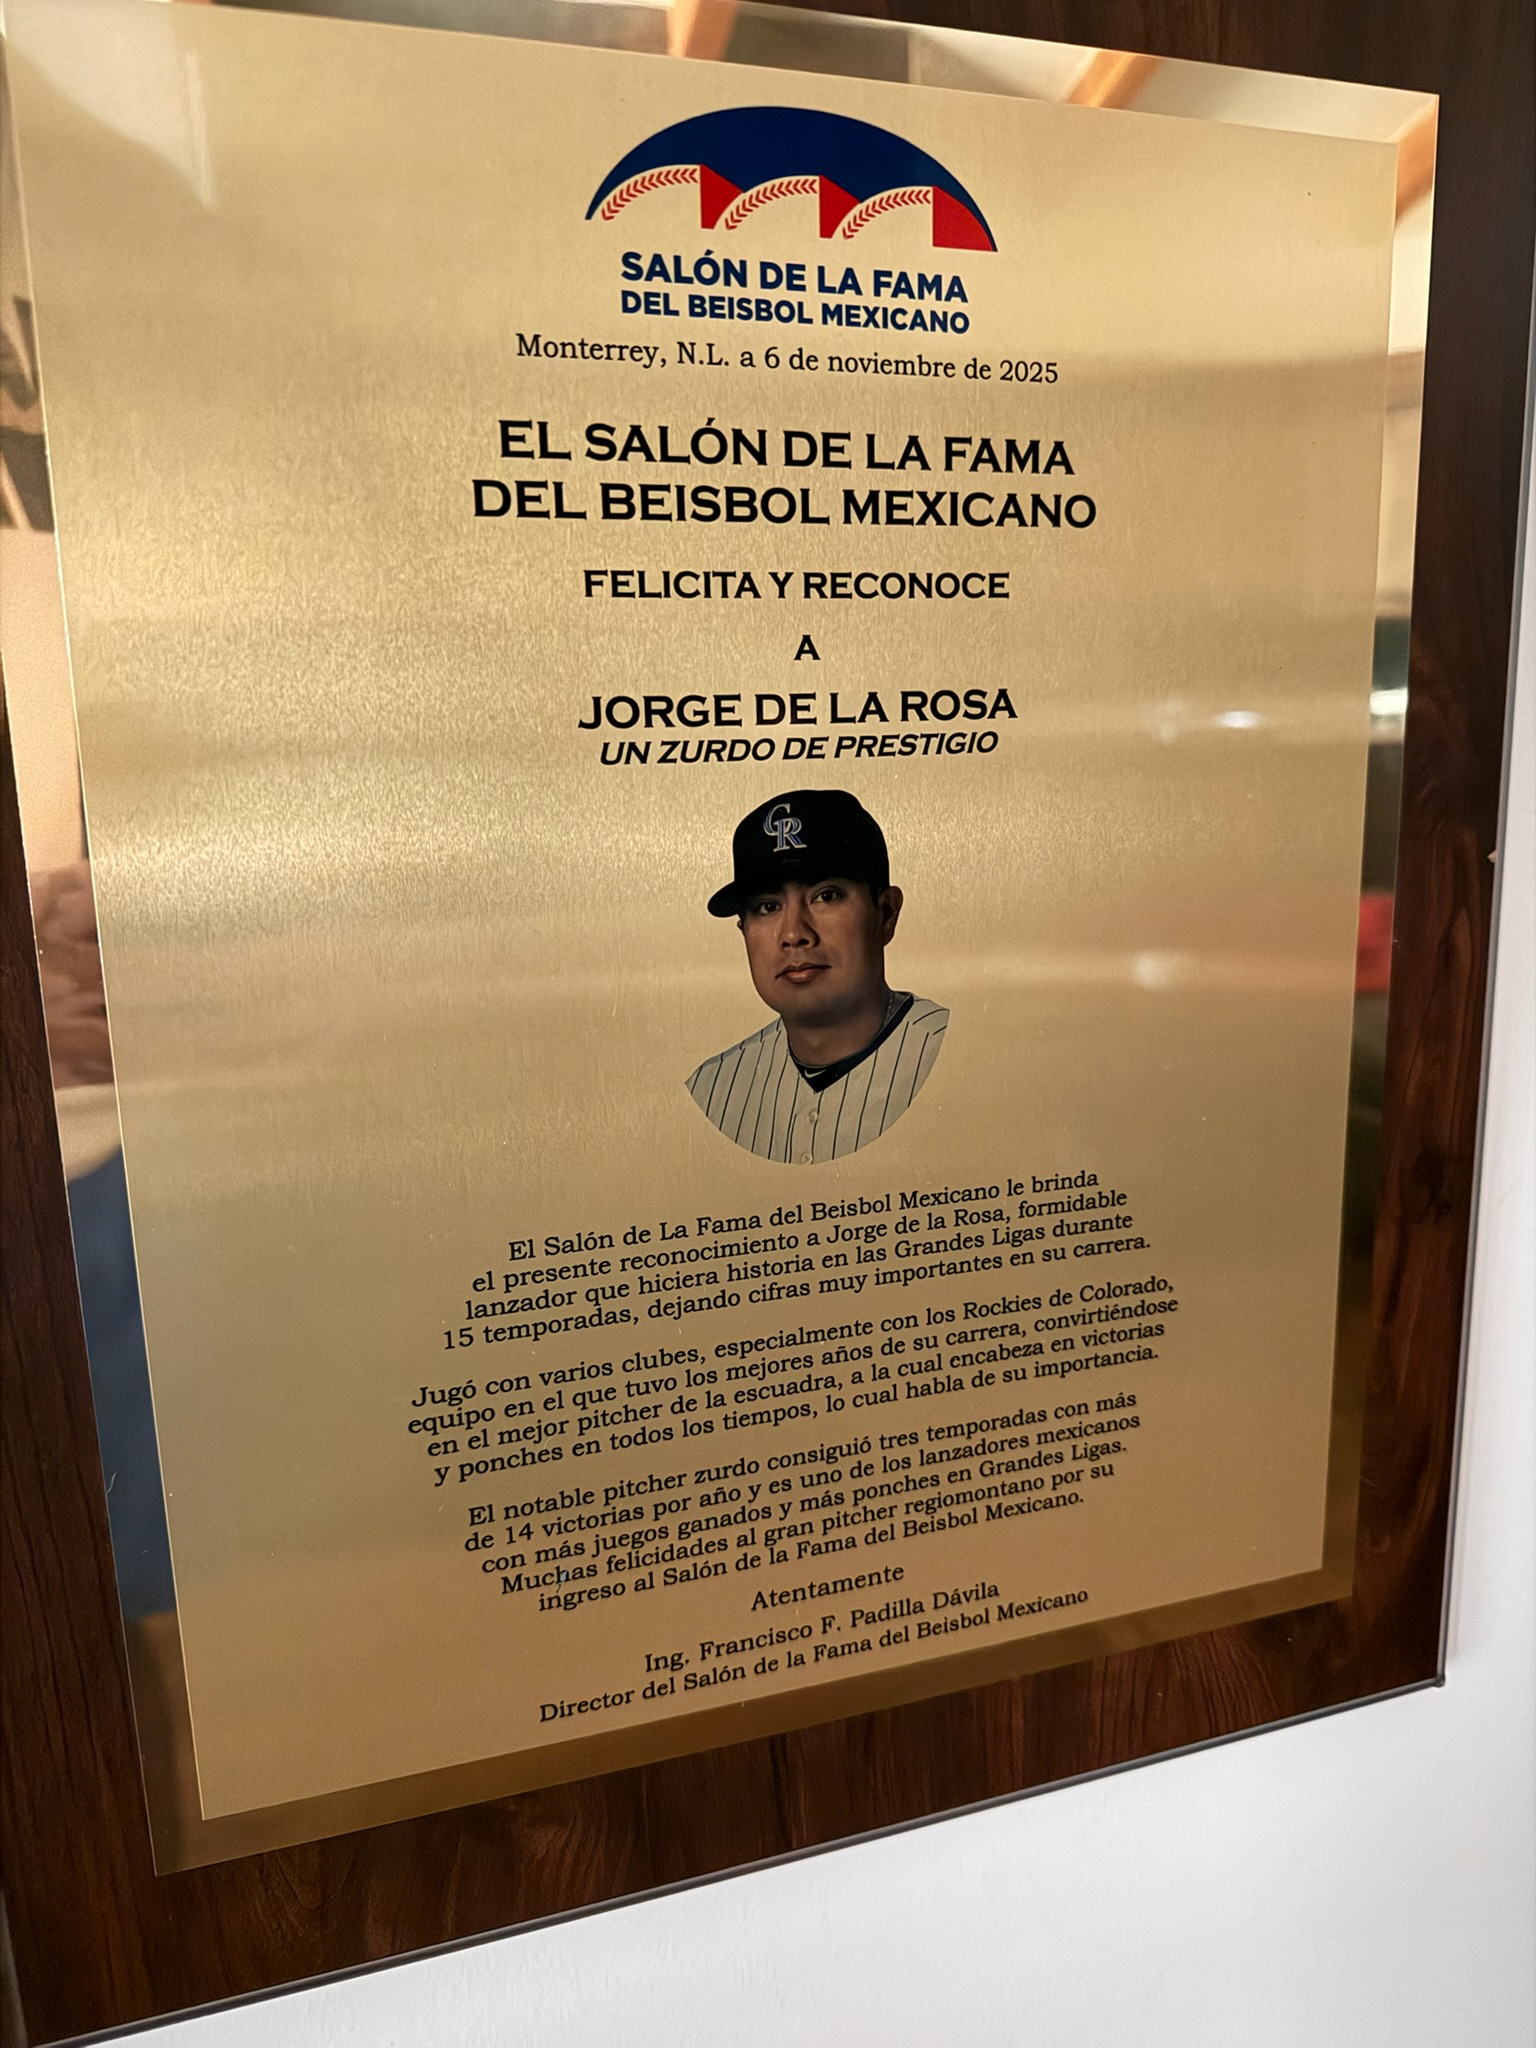 SALÓN DE LA FAMA
DEL BEISBOL MEXICANO
Monterrey, N.L. a 6 de noviembre de 2025
EL SALÓN DE LA FAMA
DEL BEISBOL MEXICANO
FELICITA Y RECONOCE
A
JORGE DE LA ROSA
UN ZURDO DE PRESTIGIO
CR
El Salón de La Fama del Beisbol Mexicano le brinda
el presente reconocimiento a Jorge de la Rosa, formidable
lanzador que hiciera historia en las Grandes Ligas durante
15 temporadas, dejando cifras muy importantes en su carrera.
Jugó con varios clubes, especialmente con los Rockies de Colorado,
equipo en el que tuvo los mejores años de su carrera, convirtiéndose
en el mejor pitcher de la escuadra, a la cual encabeza en victorias
y ponches en todos los tiempos, lo cual habla de su importancia.
El notable pitcher zurdo consiguió tres temporadas con más
de 14 victorias por año y es uno de los lanzadores mexicanos
con más juegos ganados y más ponches en Grandes Ligas.
Muchas felicidades al gran pitcher regiomontano por su
ingreso al Salón de la Fama del Beisbol Mexicano.
Atentamente
Ing. Francisco F. Padilla Dávila
Director del Salón de la Fama del Beisbol Mexicano